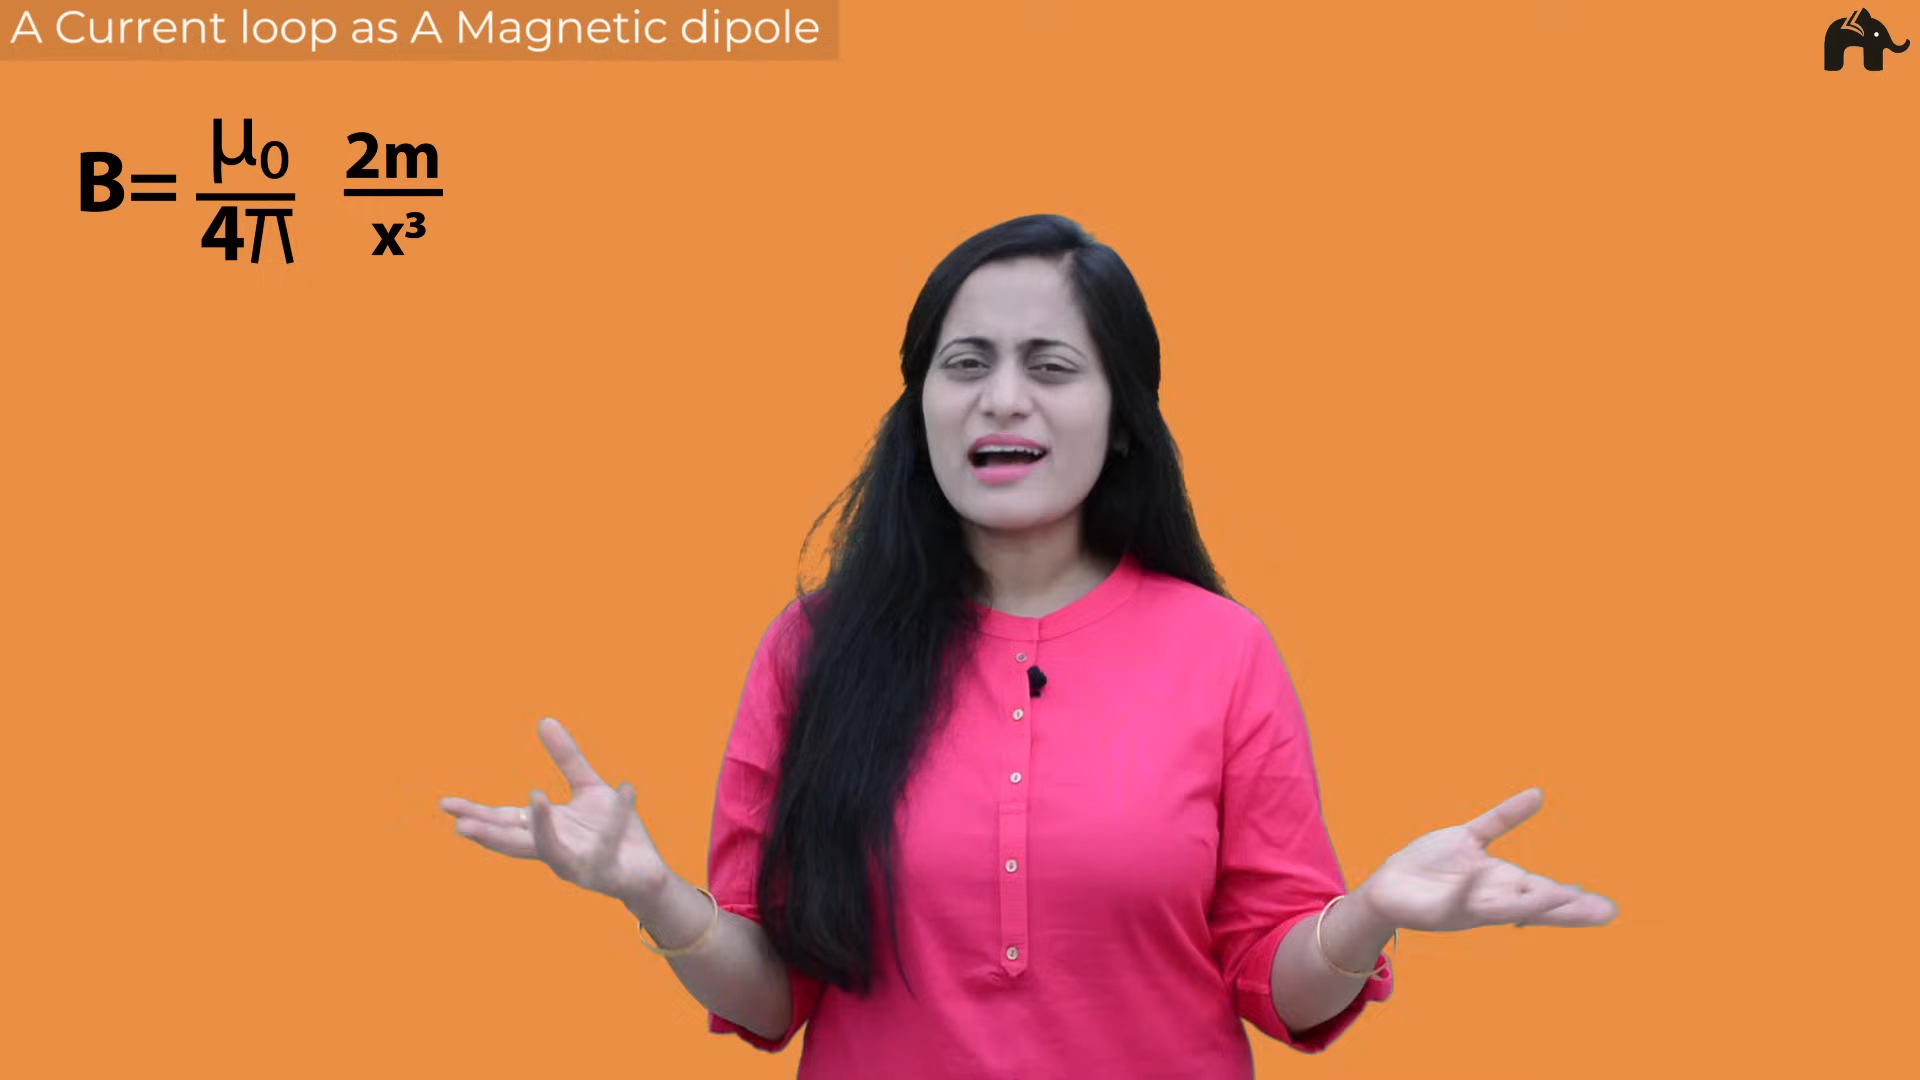 A Current loop as A Magnetic dipole
B= μ₀/4π 2m/x³